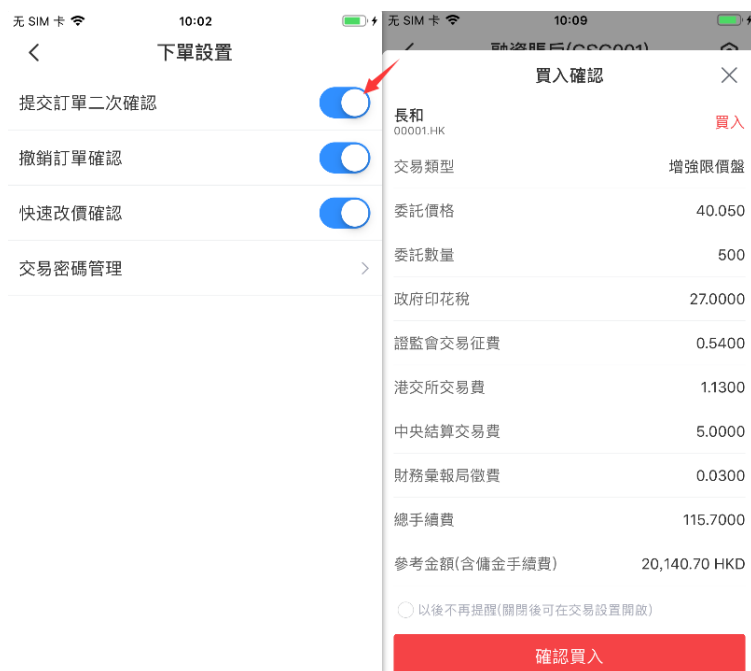 无 SIM 卡
10:02
下單設置
提交訂單二次確認
撤銷訂單確認
快速改價確認
交易密碼管理
无 SIM 卡
10:09
買入確認
長和
00001.HK
買入
交易類型
增強限價盤
委託價格
40.050
委託數量
500
政府印花稅
27.0000
證監會交易征費
0.5400
港交所交易費
1.1300
中央結算交易費
5.0000
財務彙報局徵費
0.0300
總手續費
115.7000
參考金額(含傭金手續費)
20,140.70 HKD
以後不再提醒(關閉後可在交易設置開啟)
確認買入